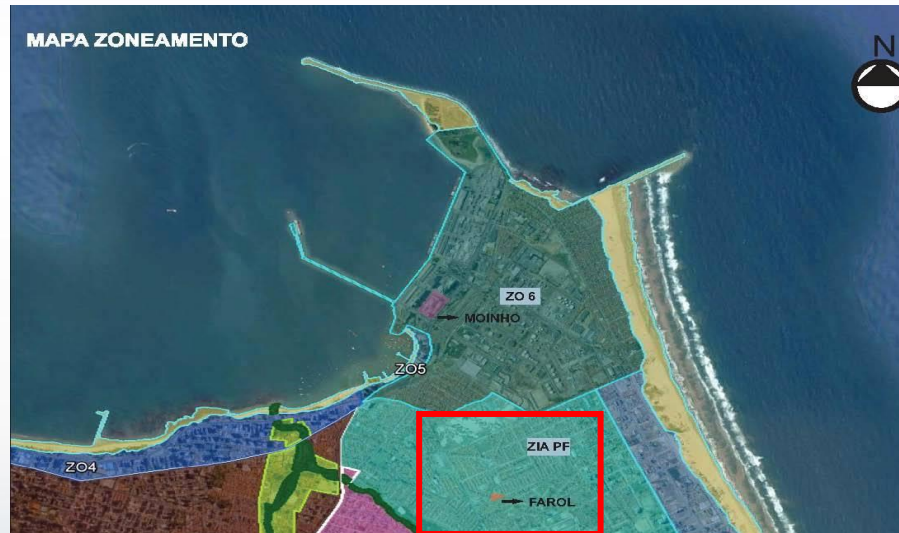 MAPA ZONEAMENTO
N
ZO 6
MOINHO
ZO5
ZO4
ZIA PF
FAROL